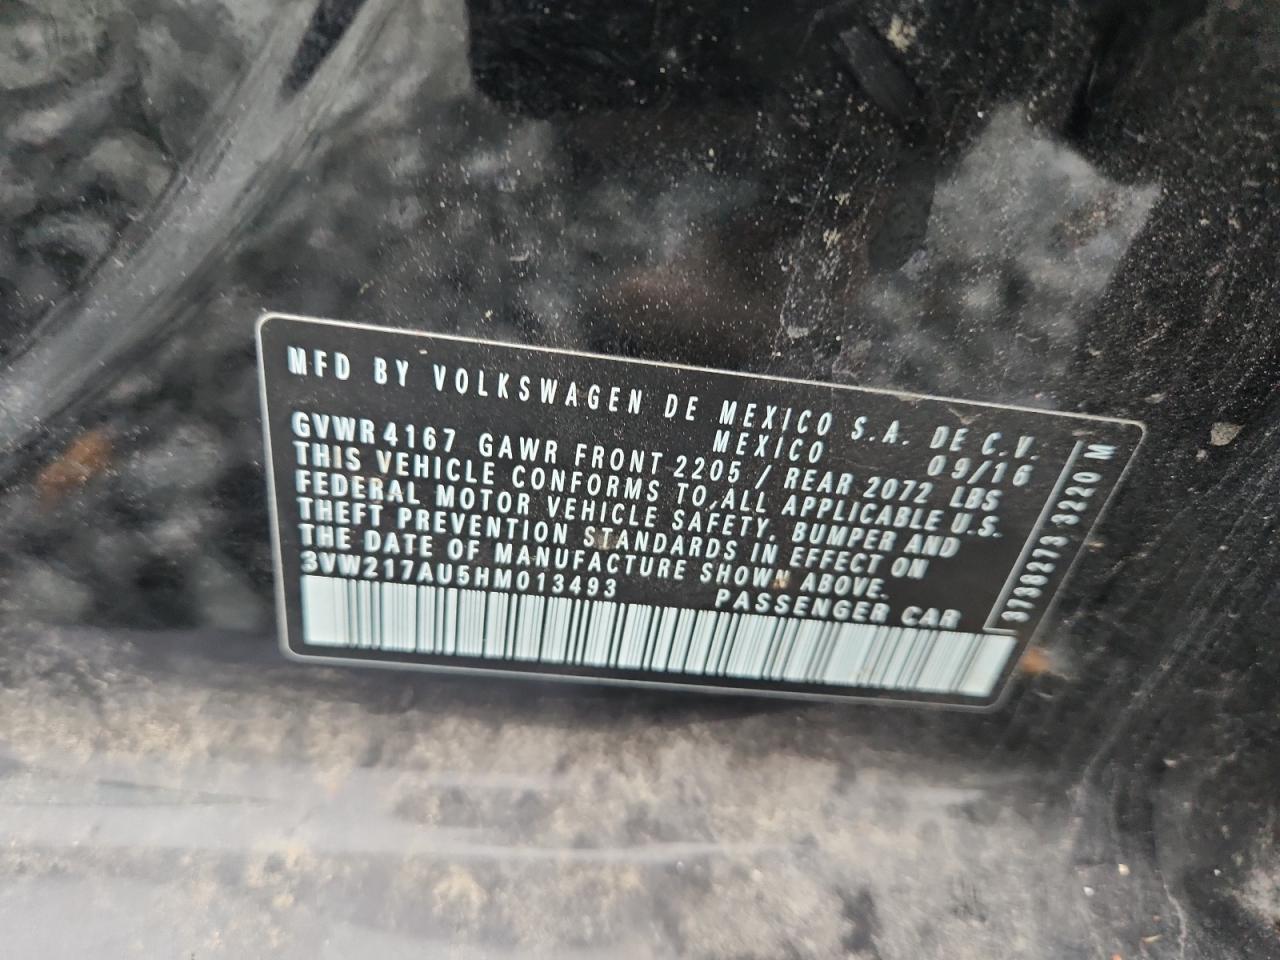 MFD BY VOLKSWAGEN DE MEXICO S.A. DE C.V.
MEXICO 09/16
GVWR 4167 GAWR FRONT 2205 / REAR 2072 LBS
THIS VEHICLE CONFORMS TO ALL APPLICABLE U.S.
FEDERAL MOTOR VEHICLE SAFETY, BUMPER AND
THEFT PREVENTION STANDARDS IN EFFECT ON
THE DATE OF MANUFACTURE SHOWN ABOVE.
3VW217AU5HM013493 PASSENGER CAR
3738273 3220 M